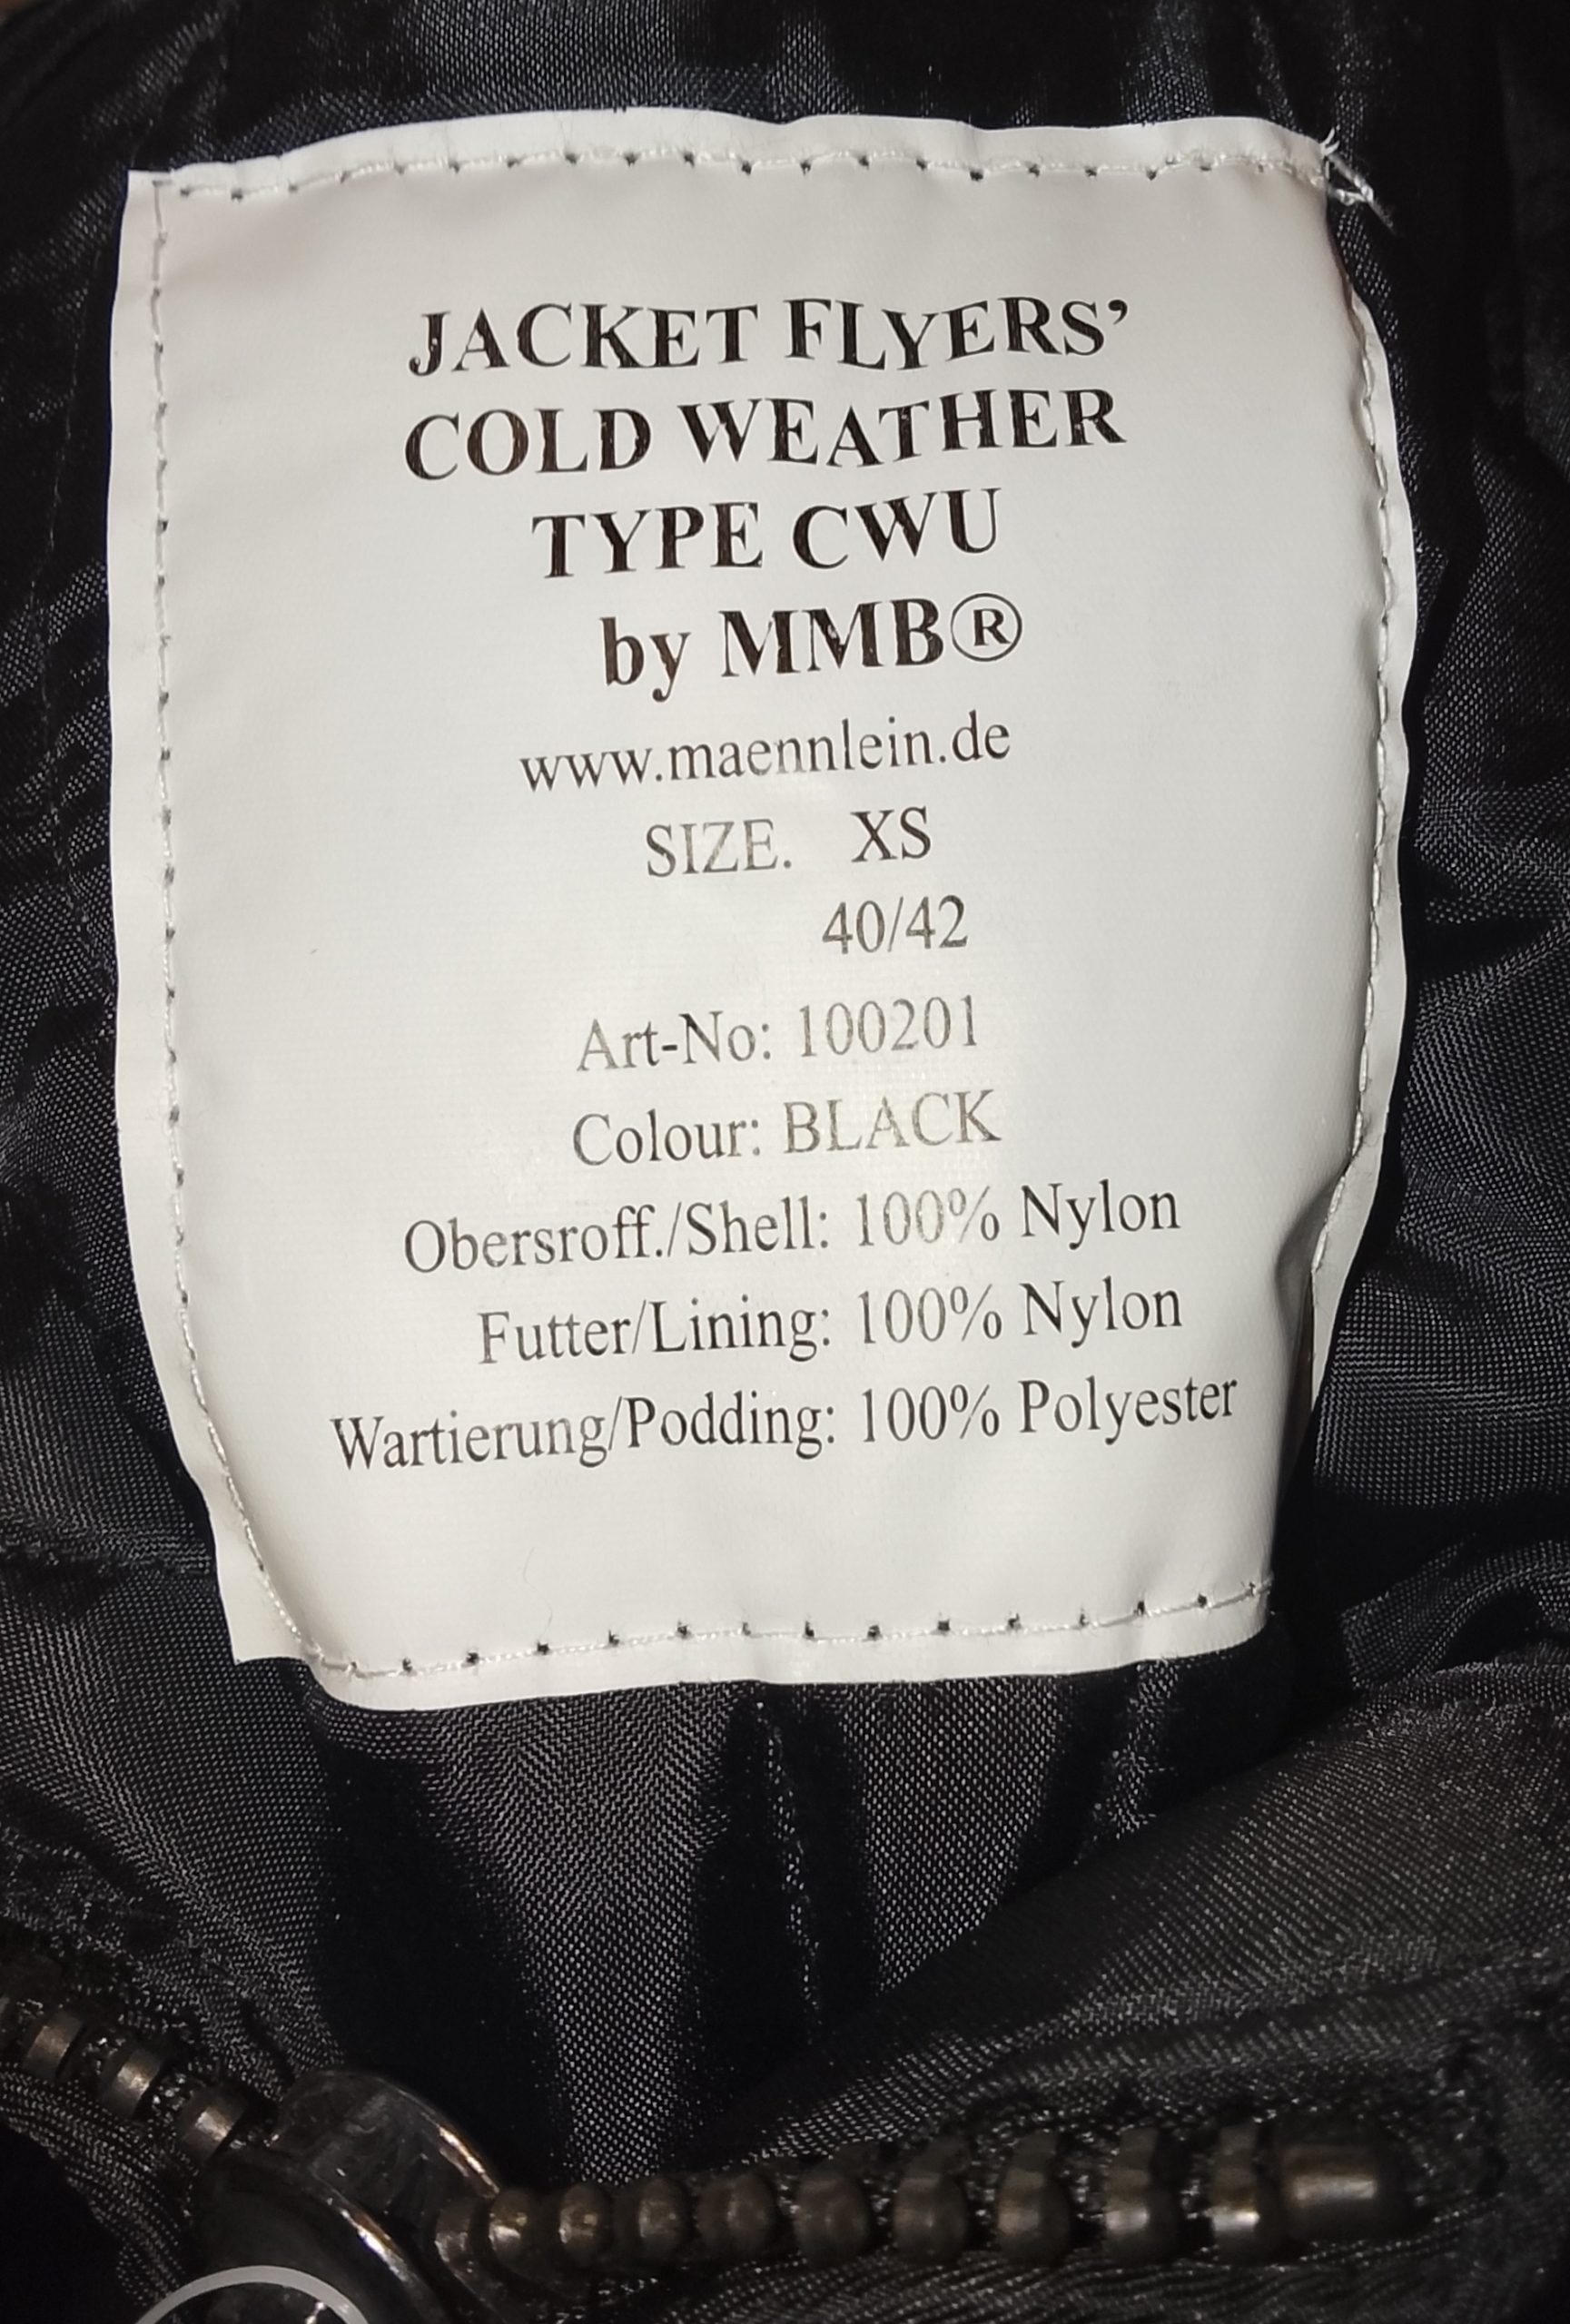 JACKET FLYERS’
COLD WEATHER
TYPE CWU
by MMB®
www.maennlein.de
SIZE. XS
40/42
Art-No: 100201
Colour: BLACK
Obersroff./Shell: 100% Nylon
Futter/Lining: 100% Nylon
Wartierung/Podding: 100% Polyester